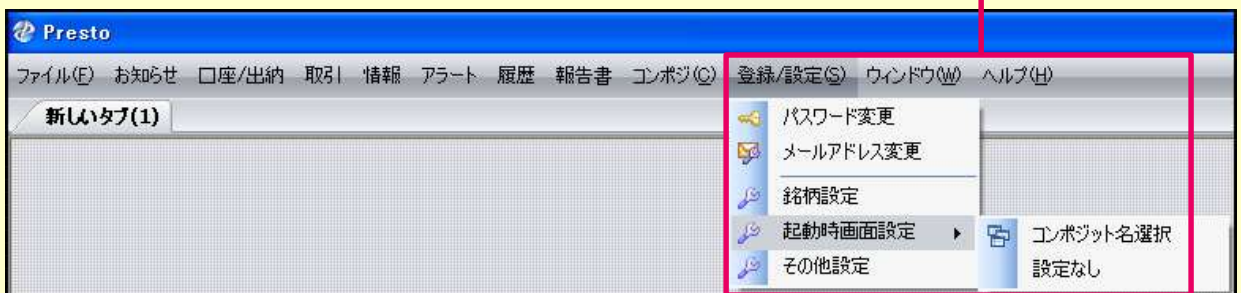 Presto
ファイル(F) お知らせ 口座/出納 取引 情報 アラート 履歴 報告書 コンポジ(C) 登録/設定(S) ウィンドウ(W) ヘルプ(H)
新しいタブ(1)
パスワード変更
メールアドレス変更
銘柄設定
起動時画面設定
コンポジット名選択
その他設定
設定なし